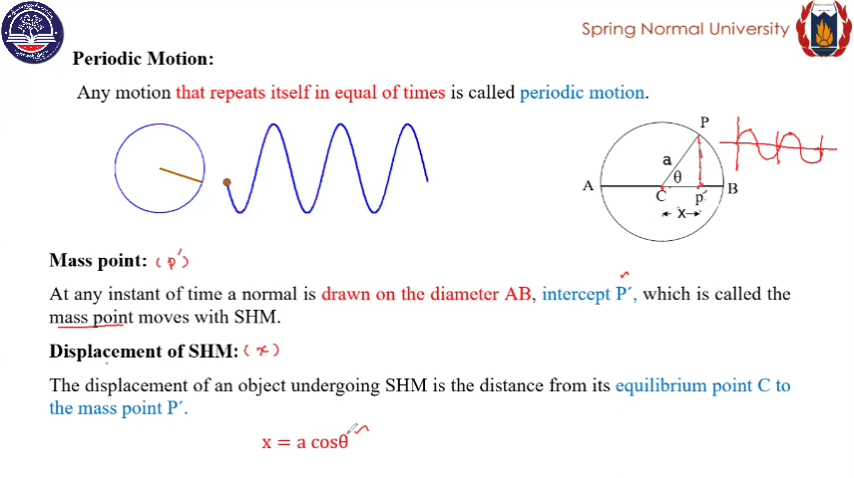 Spring Normal University
Periodic Motion:
Any motion that repeats itself in equal of times is called periodic motion.
P
a
θ
A
B
C
p´
X
Mass point: (p´)
At any instant of time a normal is drawn on the diameter AB, intercept P´, which is called the
mass point moves with SHM.
Displacement of SHM: (x)
The displacement of an object undergoing SHM is the distance from its equilibrium point C to
the mass point P´.
x = a cosθ